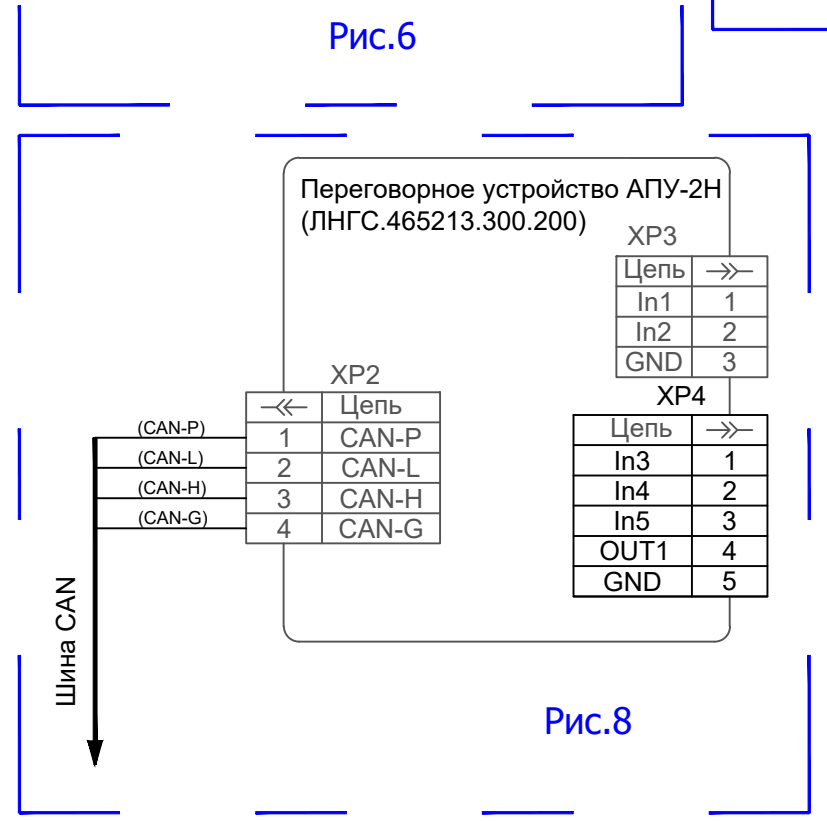 Рис.6
Переговорное устройство АПУ-2Н
(ЛНГС.465213.300.200)
XP3
Цепь
In1 1
In2 2
GND 3
XP2
Цепь
(CAN-P) 1 CAN-P
(CAN-L) 2 CAN-L
(CAN-H) 3 CAN-H
(CAN-G) 4 CAN-G
XP4
Цепь
In3 1
In4 2
In5 3
OUT1 4
GND 5
Шина CAN
Рис.8